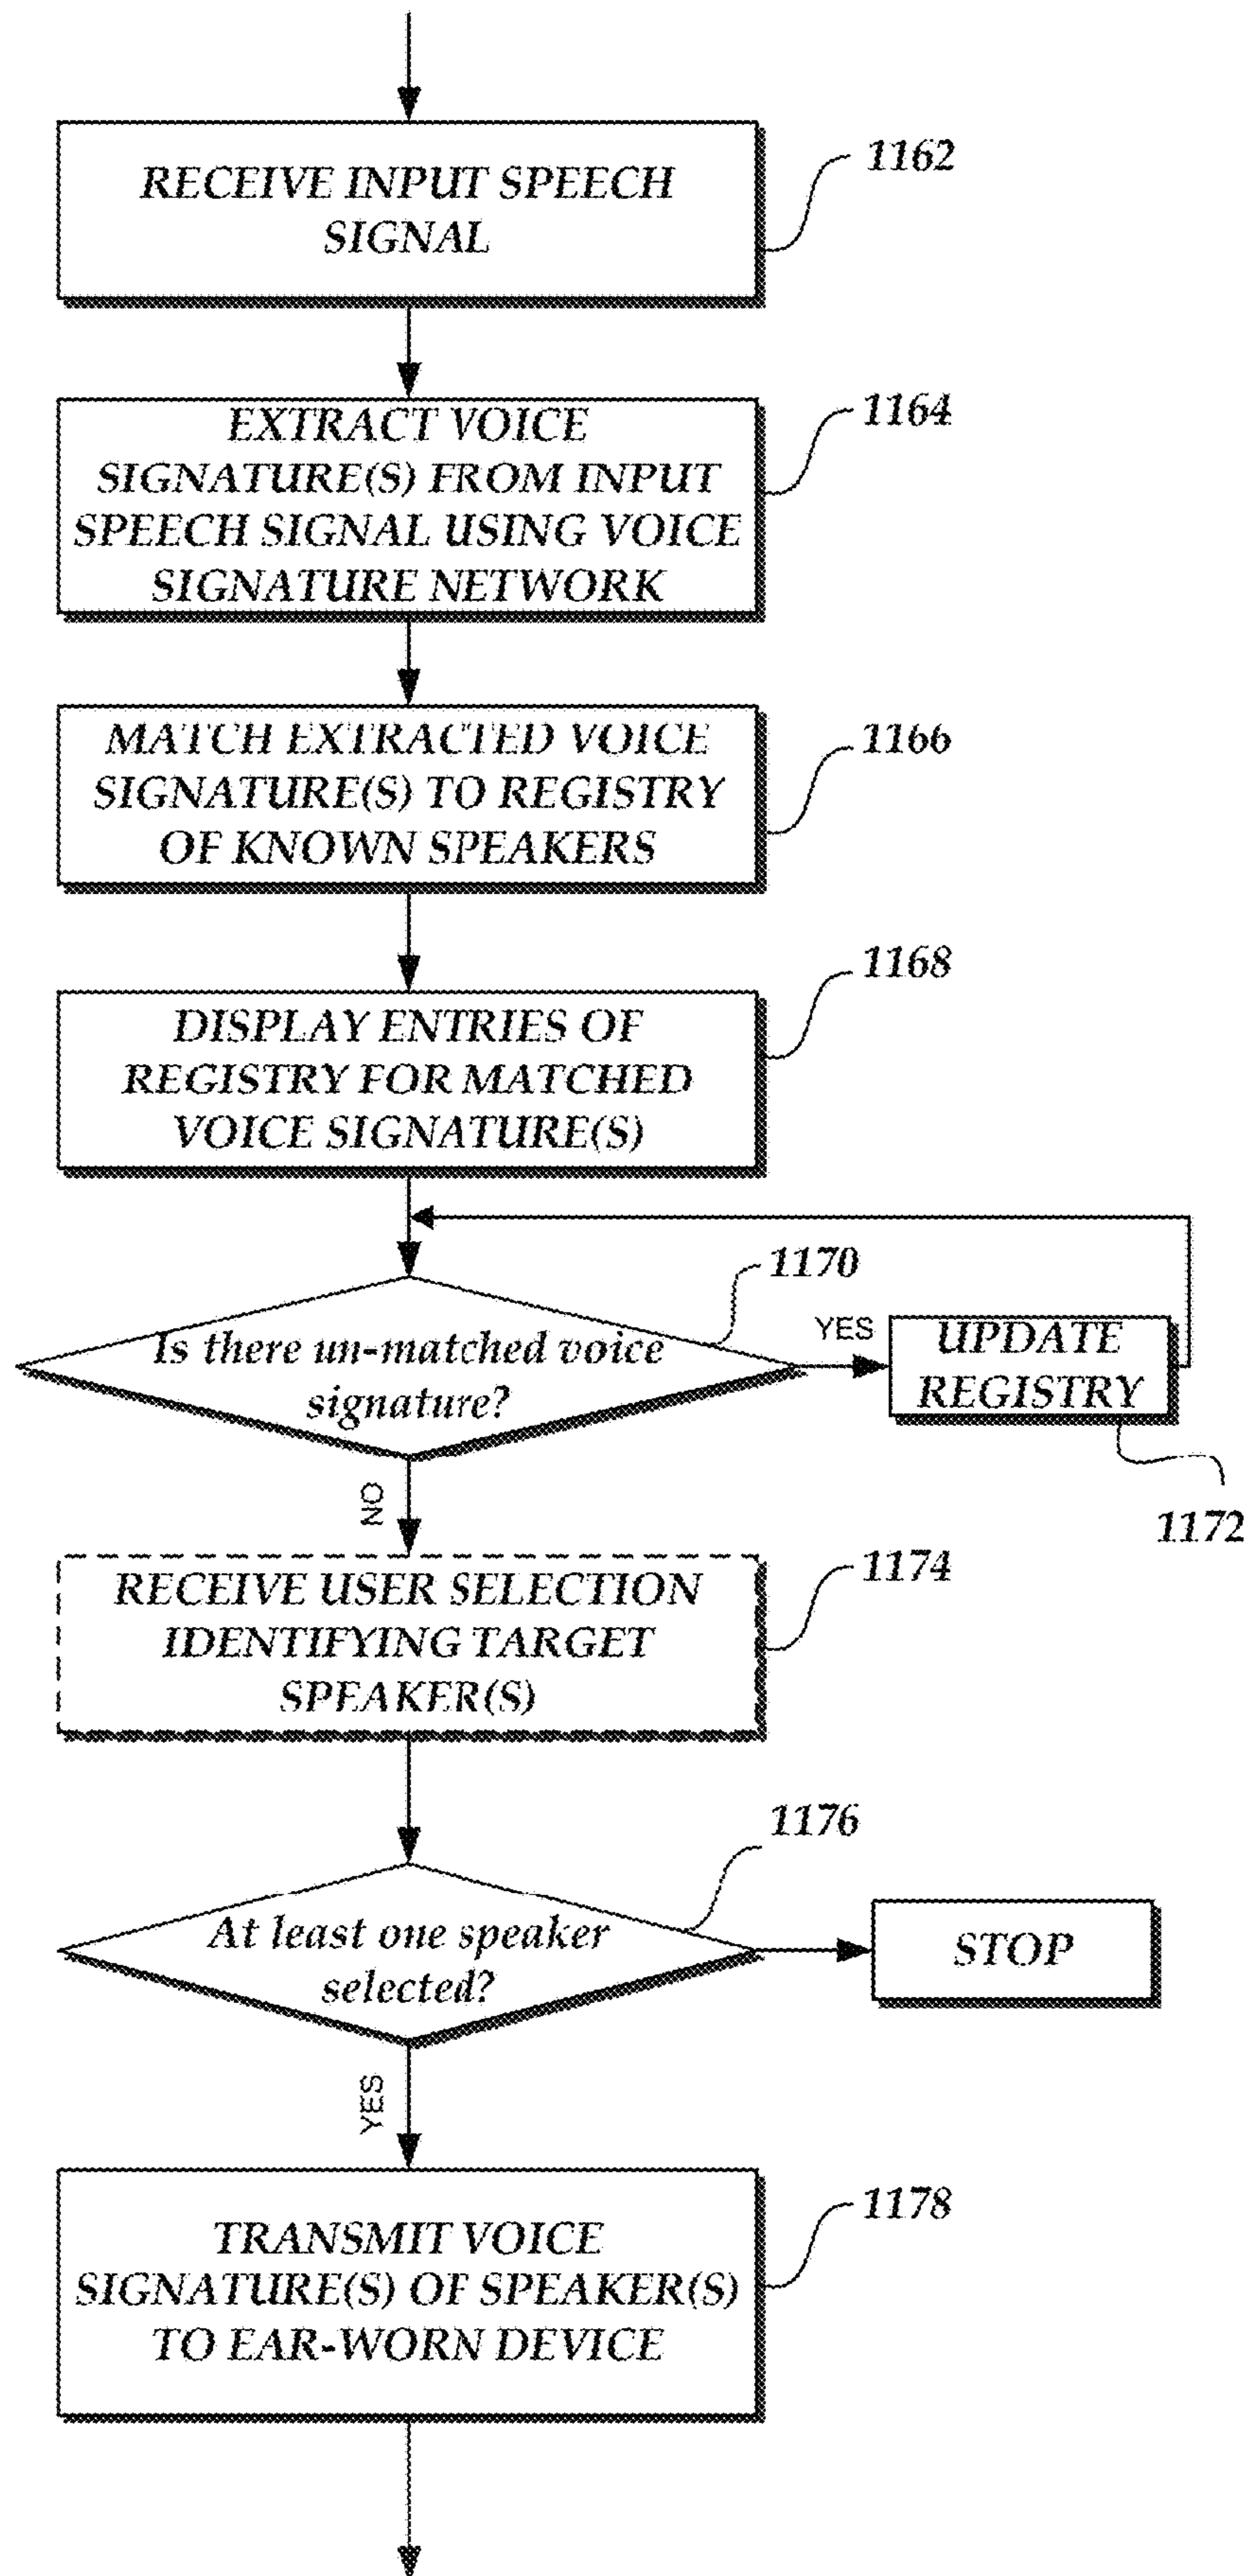 RECEIVE INPUT SPEECH
SIGNAL
1162
EXTRACT VOICE
SIGNATURE(S) FROM INPUT
SPEECH SIGNAL USING VOICE
SIGNATURE NETWORK
1164
MATCH EXTRACTED VOICE
SIGNATURE(S) TO REGISTRY
OF KNOWN SPEAKERS
1166
DISPLAY ENTRIES OF
REGISTRY FOR MATCHED
VOICE SIGNATURE(S)
1168
Is there un-matched voice
signature?
1170
YES
UPDATE
REGISTRY
1172
NO
RECEIVE USER SELECTION
IDENTIFYING TARGET
SPEAKER(S)
1174
At least one speaker
selected?
1176
STOP
YES
TRANSMIT VOICE
SIGNATURE(S) OF SPEAKER(S)
TO EAR-WORN DEVICE
1178